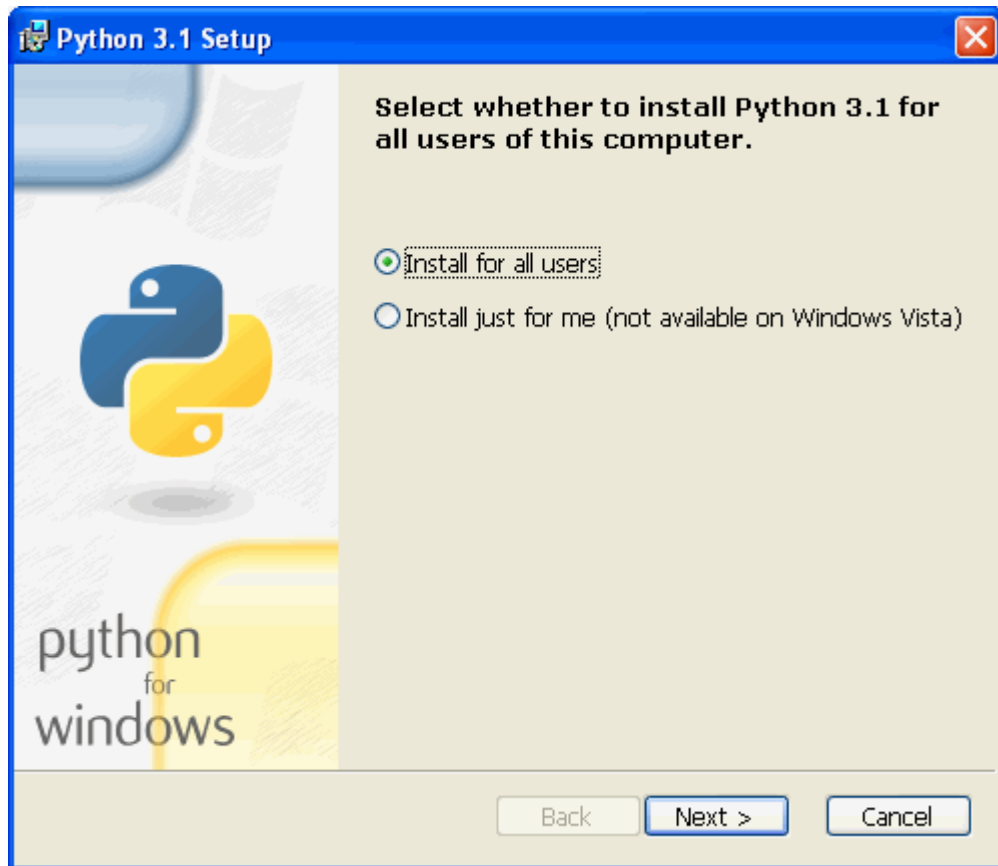 Python 3.1 Setup
Select whether to install Python 3.1 for
all users of this computer.
Install for all users
Install just for me (not available on Windows Vista)
python
for
windows
Back
Next >
Cancel